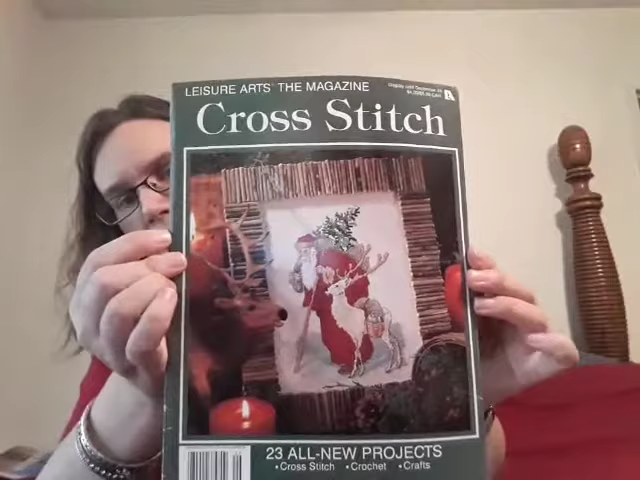 LEISURE ARTS THE MAGAZINE
Cross Stitch
23 ALL-NEW PROJECTS
•Cross Stitch •Crochet •Crafts